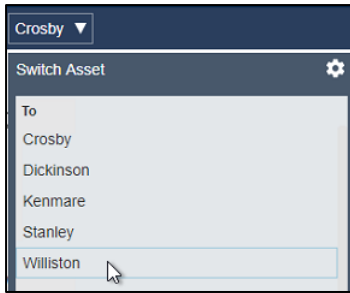 Crosby ▼
Switch Asset
To
Crosby
Dickinson
Kenmare
Stanley
Williston